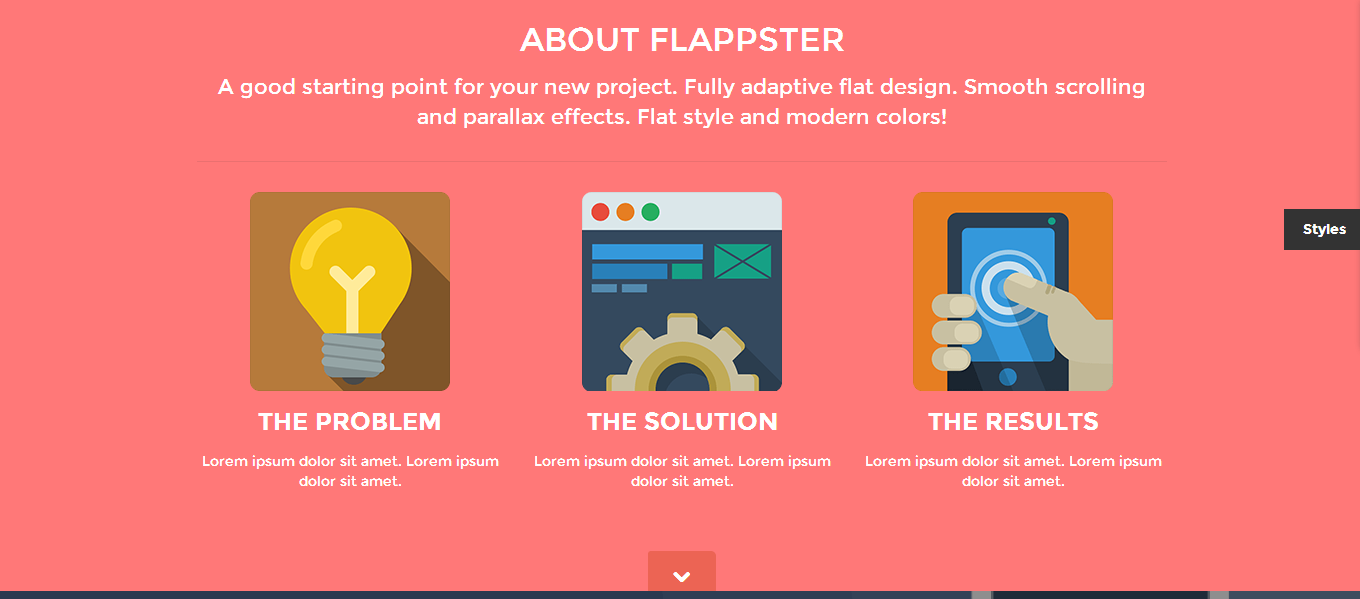 ABOUT FLAPPSTER
A good starting point for your new project. Fully adaptive flat design. Smooth scrolling
and parallax effects. Flat style and modern colors!
Styles
THE PROBLEM
Lorem ipsum dolor sit amet. Lorem ipsum
dolor sit amet.
THE SOLUTION
Lorem ipsum dolor sit amet. Lorem ipsum
dolor sit amet.
THE RESULTS
Lorem ipsum dolor sit amet. Lorem ipsum
dolor sit amet.